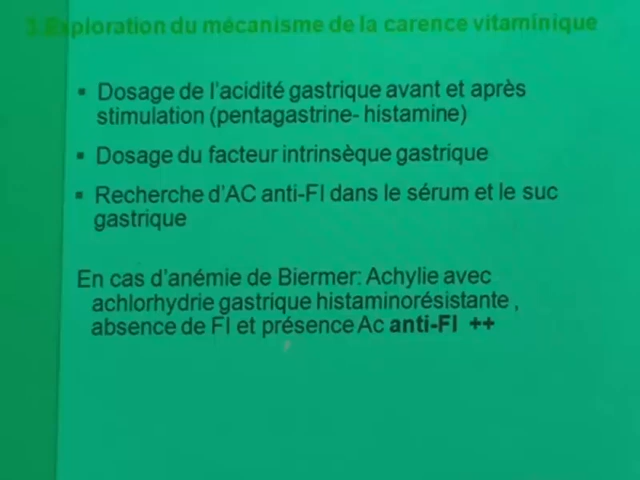 Exploration du mécanisme de la carence vitaminique
▪ Dosage de l'acidité gastrique avant et après
stimulation (pentagastrine- histamine)
▪ Dosage du facteur intrinsèque gastrique
▪ Recherche d'AC anti-FI dans le sérum et le suc
gastrique
En cas d'anémie de Biermer: Achylie avec
achlorhydrie gastrique histaminorésistante ,
absence de FI et présence Ac anti-FI ++